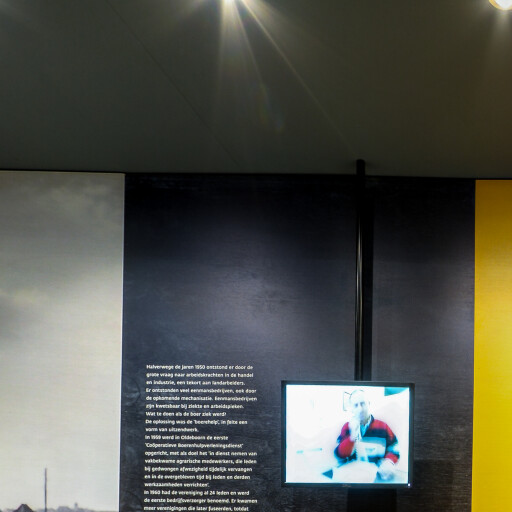 Halverwege de jaren 1950 ontstond er door de
grote vraag naar arbeidskrachten in de handel
en industrie, een tekort aan landarbeiders.
Er ontstonden veel eenmansbedrijven, ook door
de opkomende mechanisatie. Eenmansbedrijven
zijn kwetsbaar bij ziekte en arbeidspieken.
Wat te doen als de boer ziek werd?
De oplossing was de 'boerehelp', in feite een
vorm van uitzendwerk.
In 1959 werd in Oldeboorn de eerste
'Coöperatieve Boerenhulpverleningsdienst'
opgericht, met als doel het 'in dienst nemen van
vakbekwame agrarische medewerkers, die leden
bij gedwongen afwezigheid tijdelijk vervangen
en in de overgebleven tijd bij leden en derden
werkzaamheden verrichten'.
In 1960 had de vereniging al 24 leden en werd
de eerste bedrijfsverzorger benoemd. Er kwamen
meer verenigingen die later fuseerden, totdat